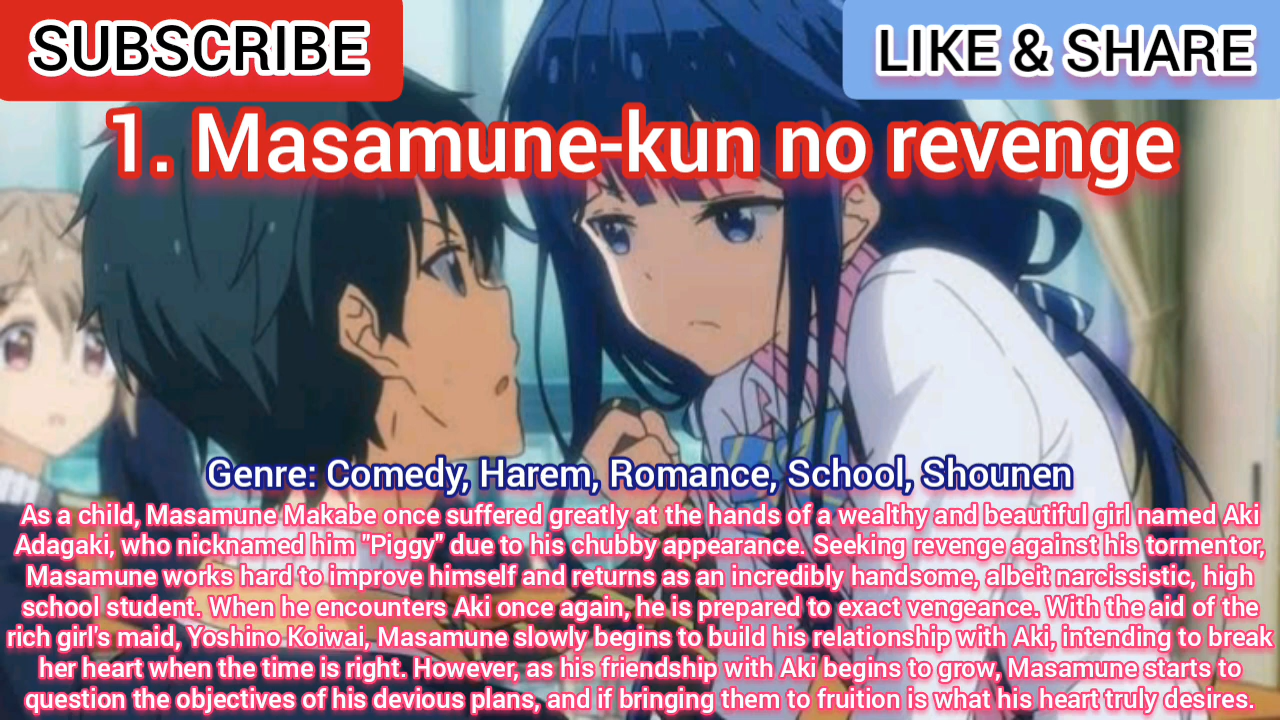 SUBSCRIBE
LIKE & SHARE
1. Masamune-kun no revenge
Genre: Comedy, Harem, Romance, School, Shounen
As a child, Masamune Makabe once suffered greatly at the hands of a wealthy and beautiful girl named Aki
Adagaki, who nicknamed him "Piggy" due to his chubby appearance. Seeking revenge against his tormentor,
Masamune works hard to improve himself and returns as an incredibly handsome, albeit narcissistic, high
school student. When he encounters Aki once again, he is prepared to exact vengeance. With the aid of the
rich girl's maid, Yoshino Koiwai, Masamune slowly begins to build his relationship with Aki, intending to break
her heart when the time is right. However, as his friendship with Aki begins to grow, Masamune starts to
question the objectives of his devious plans, and if bringing them to fruition is what his heart truly desires.